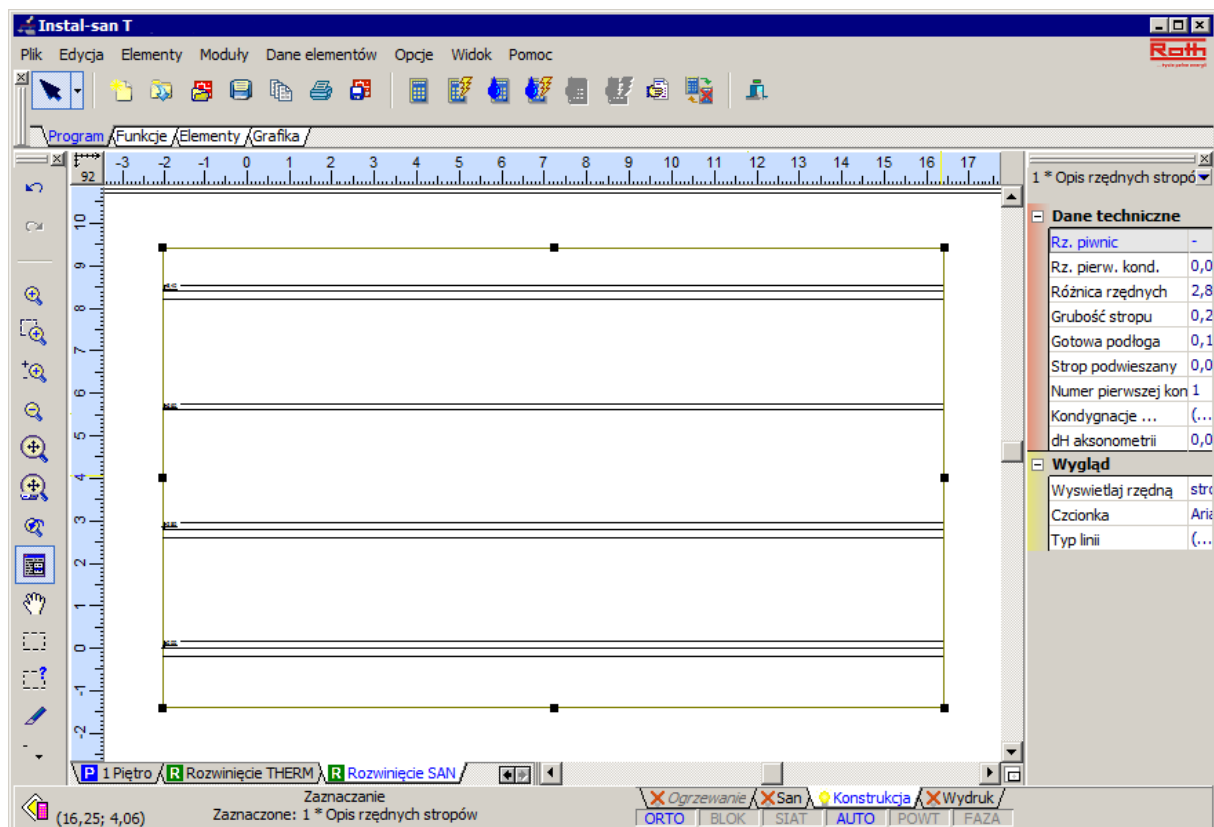 Instal-san T
Plik Edycja Elementy Moduły Dane elementów Opcje Widok Pomoc
Roth
Program Funkcje Elementy Grafika
92 -3 -2 -1 0 1 2 3 4 5 6 7 8 9 10 11 12 13 14 15 16 17
1 * Opis rzędnych stropó
10
9
8
7
6
5
4
3
2
1
0
-1
-2
Dane techniczne
Rz. piwnic -
Rz. pierw. kond. 0,0
Różnica rzędnych 2,8
Grubość stropu 0,2
Gotowa podłoga 0,1
Strop podwieszany 0,0
Numer pierwszej kon 1
Kondygnacje ... (...
dH aksonometrii 0,0
Wygląd
Wyswietlaj rzędną stro
Czcionka Aria
Typ linii (...
P 1 Piętro R Rozwinięcie THERM R Rozwinięcie SAN
Zaznaczanie
Ogrzewanie San Konstrukcja Wydruk
(16,25; 4,06) Zaznaczone: 1 * Opis rzędnych stropów
ORTO BLOK SIAT AUTO POWT FAZA